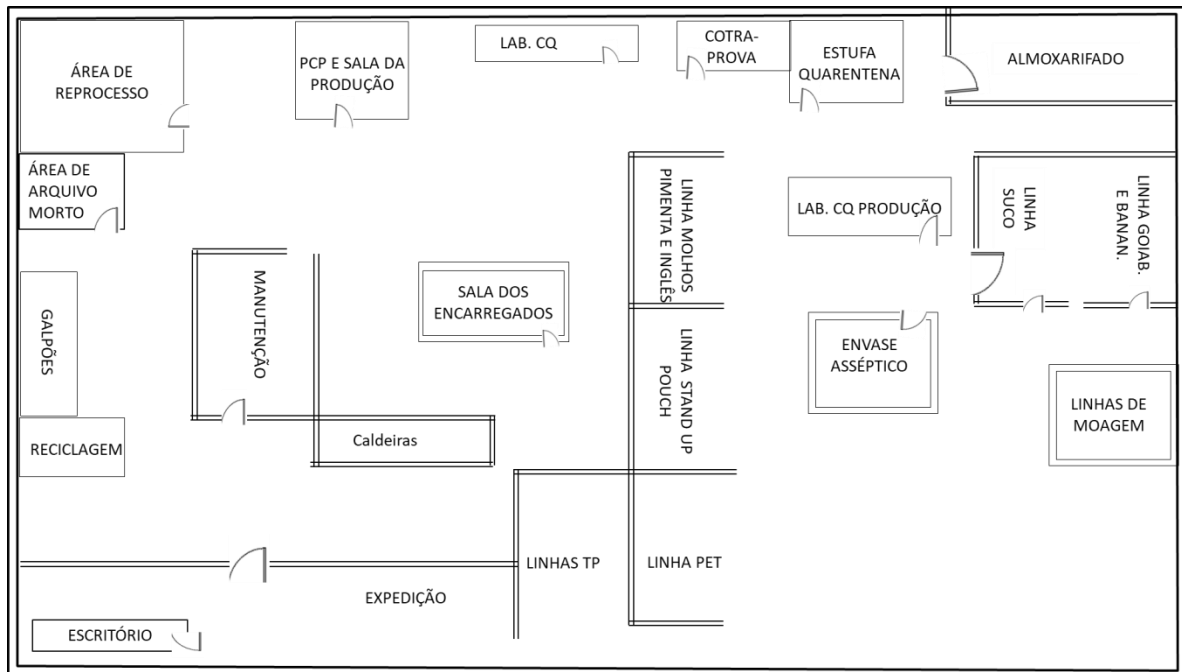 ÁREA DE
REPROCESSO
PCP E SALA DA
PRODUÇÃO
LAB. CQ
COTRA-
PROVA
ESTUFA
QUARENTENA
ALMOXARIFADO
ÁREA DE
ARQUIVO
MORTO
LINHA MOLHOS
PIMENTA E INGLÊS
LAB. CQ PRODUÇÃO
LINHA
SUCO
LINHA GOIAB.
E BANAN.
GALPÕES
MANUTENÇÃO
SALA DOS
ENCARREGADOS
LINHA STAND UP
POUCH
ENVASE
ASSÉPTICO
LINHAS DE
MOAGEM
RECICLAGEM
Caldeiras
LINHAS TP
LINHA PET
EXPEDIÇÃO
ESCRITÓRIO